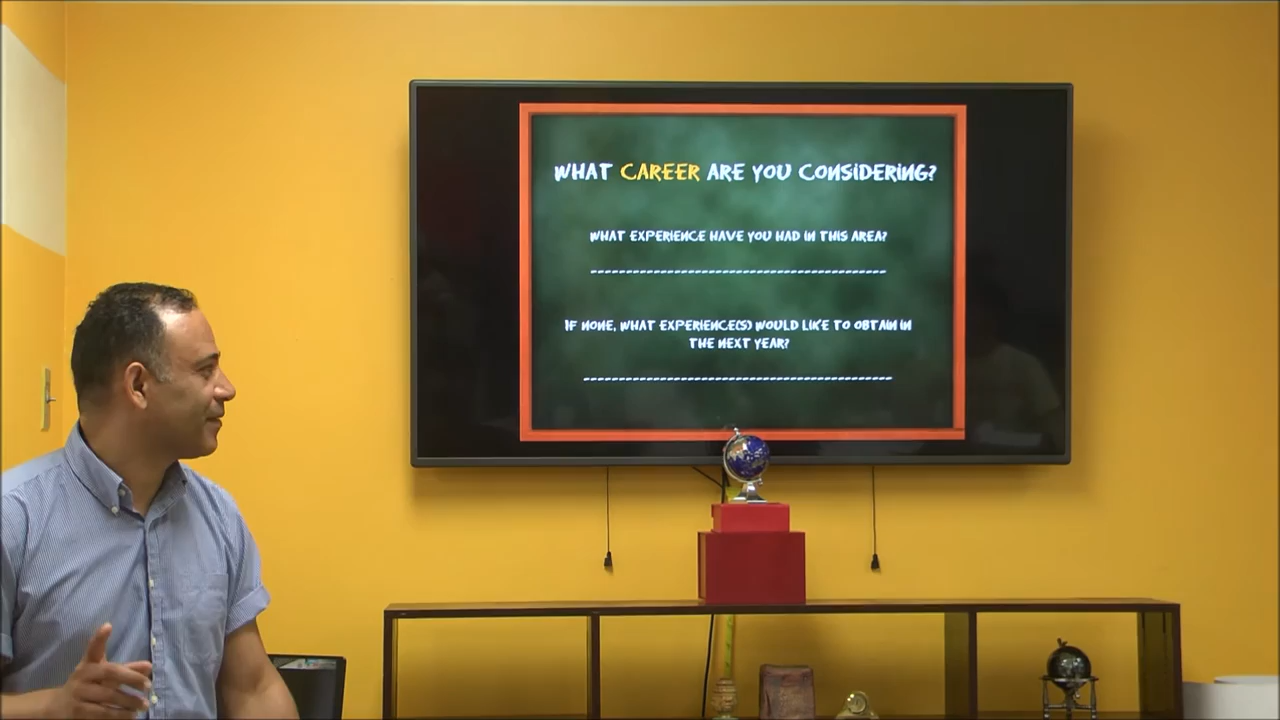 WHAT CAREER ARE YOU CONSIDERING?
WHAT EXPERIENCE HAVE YOU HAD IN THIS AREA?
IF NONE, WHAT EXPERIENCE(S) WOULD LIKE TO OBTAIN IN
THE NEXT YEAR?